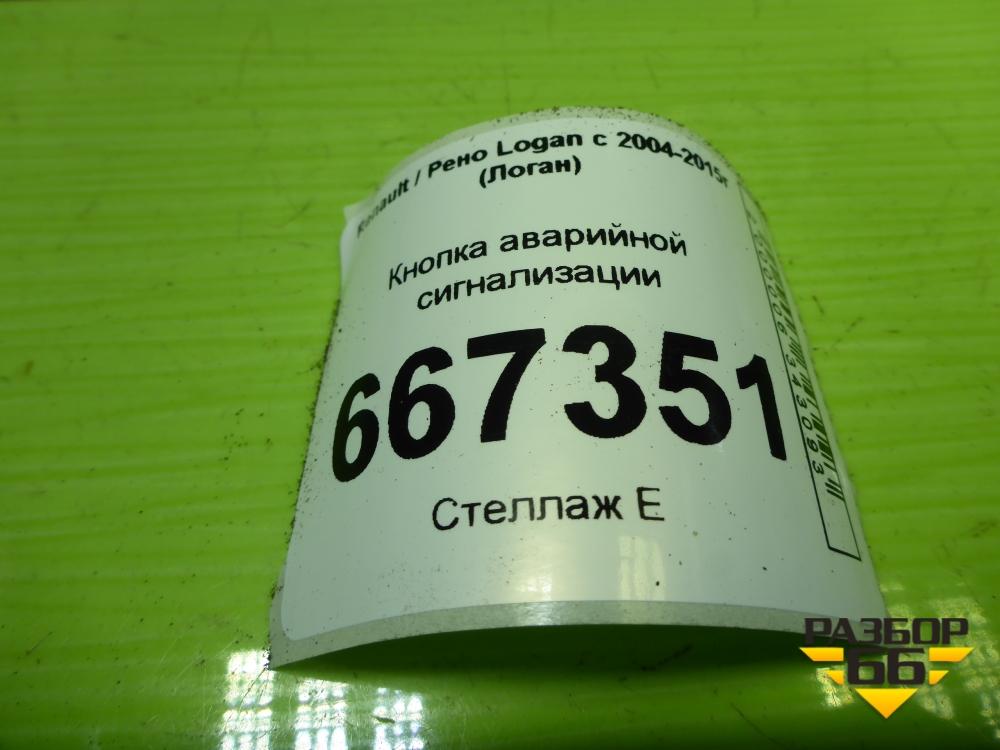 Renault / Рено Logan с 2004-2015г
(Логан)
Кнопка аварийной
сигнализации
667351
Стеллаж Е
РАЗБОР
66